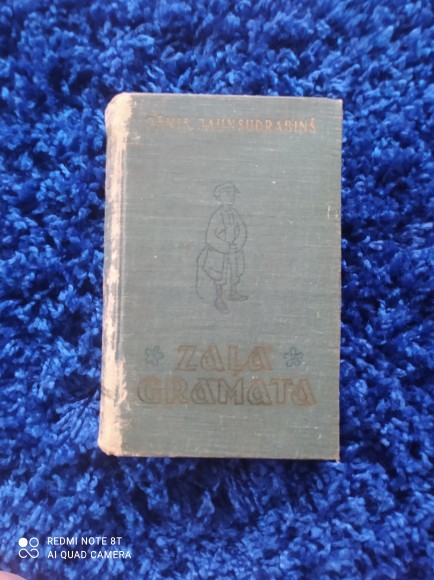 JĀNIS JAUNSUDRABIŅŠ
ZAĻĀ
GRĀMATA
REDMI NOTE 8T
AI QUAD CAMERA